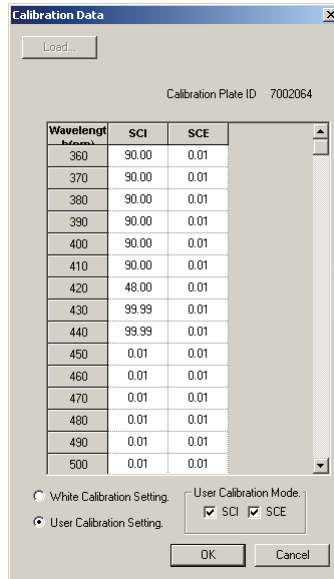 Calibration Data
Load...
Calibration Plate ID 7002064
Wavelengt
h(nm) SCI SCE
360 90.00 0.01
370 90.00 0.01
380 90.00 0.01
390 90.00 0.01
400 90.00 0.01
410 90.00 0.01
420 48.00 0.01
430 99.99 0.01
440 99.99 0.01
450 0.01 0.01
460 0.01 0.01
470 0.01 0.01
480 0.01 0.01
490 0.01 0.01
500 0.01 0.01
White Calibration Setting.
User Calibration Setting.
User Calibration Mode.
SCI SCE
OK Cancel